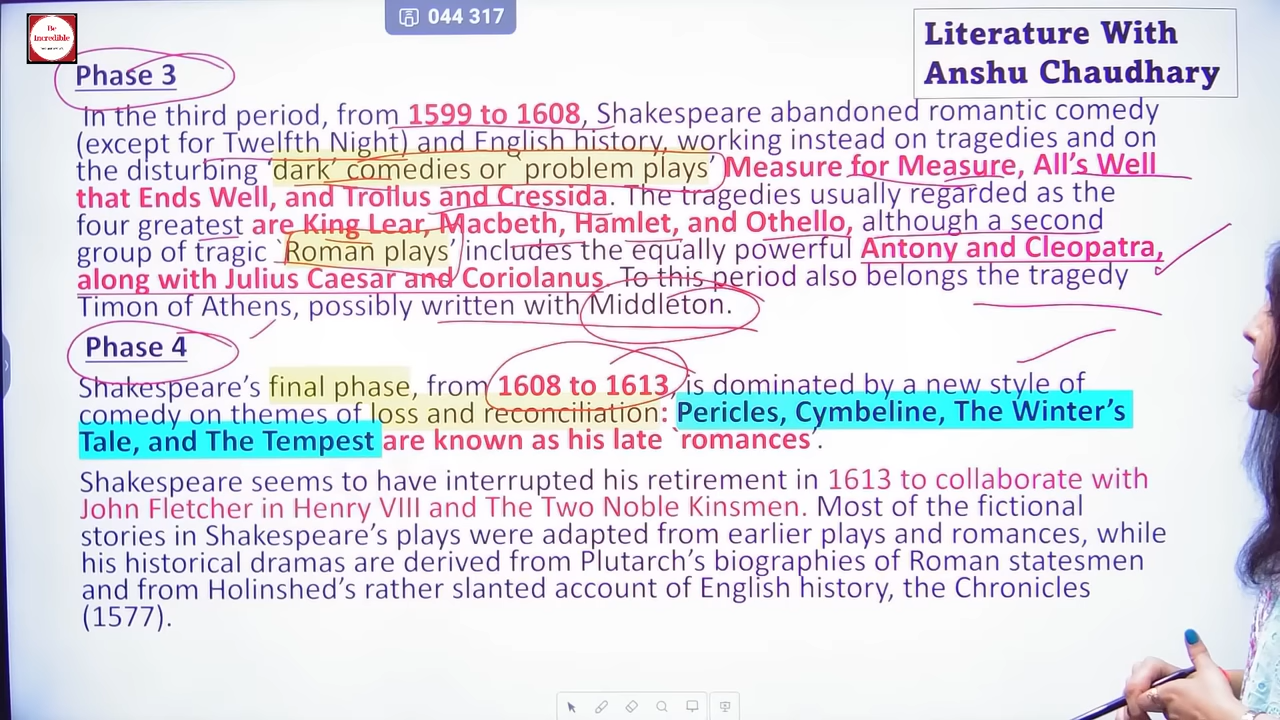 Be
Incredible
044 317
Literature With
Anshu Chaudhary
Phase 3
In the third period, from 1599 to 1608, Shakespeare abandoned romantic comedy
(except for Twelfth Night) and English history, working instead on tragedies and on
the disturbing ‘dark’ comedies or `problem plays’ Measure for Measure, All’s Well
that Ends Well, and Trollus and Cressida. The tragedies usually regarded as the
four greatest are King Lear, Macbeth, Hamlet, and Othello, although a second
group of tragic `Roman plays’ includes the equally powerful Antony and Cleopatra,
along with Julius Caesar and Coriolanus. To this period also belongs the tragedy
Timon of Athens, possibly written with Middleton.
Phase 4
Shakespeare’s final phase, from 1608 to 1613, is dominated by a new style of
comedy on themes of loss and reconciliation: Pericles, Cymbeline, The Winter’s
Tale, and The Tempest are known as his late `romances’.
Shakespeare seems to have interrupted his retirement in 1613 to collaborate with
John Fletcher in Henry VIII and The Two Noble Kinsmen. Most of the fictional
stories in Shakespeare’s plays were adapted from earlier plays and romances, while
his historical dramas are derived from Plutarch’s biographies of Roman statesmen
and from Holinshed’s rather slanted account of English history, the Chronicles
(1577).